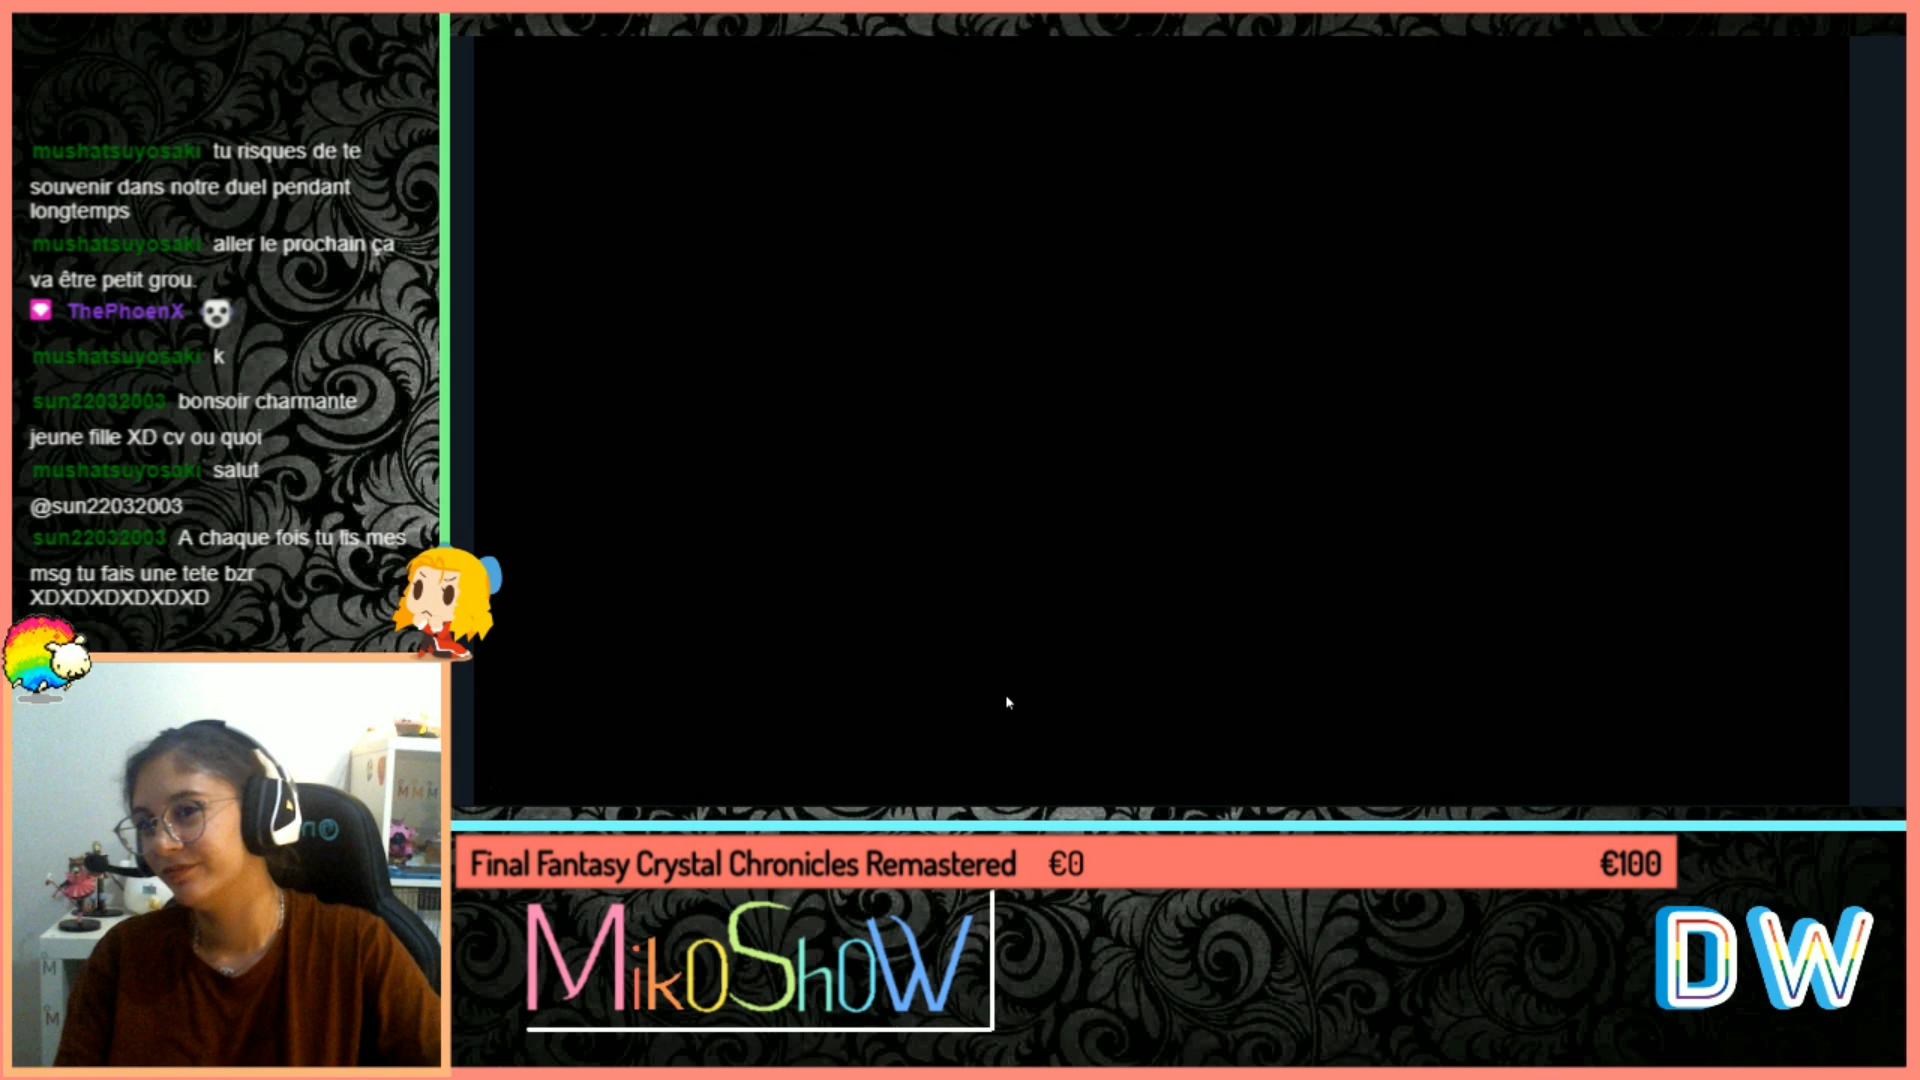 mushatsuyosaki tu risques de te
souvenir dans notre duel pendant
longtemps
mushatsuyosaki aller le prochain ça
va être petit grou.
ThePhoenX
mushatsuyosaki k
sun22032003 bonsoir charmante
jeune fille XD cv ou quoi
mushatsuyosaki salut
@sun22032003
sun22032003 A chaque fois tu lis mes
msg tu fais une tete bzr
XDXDXDXDXDXD
Final Fantasy Crystal Chronicles Remastered €0 €100
MikoShoW
DW